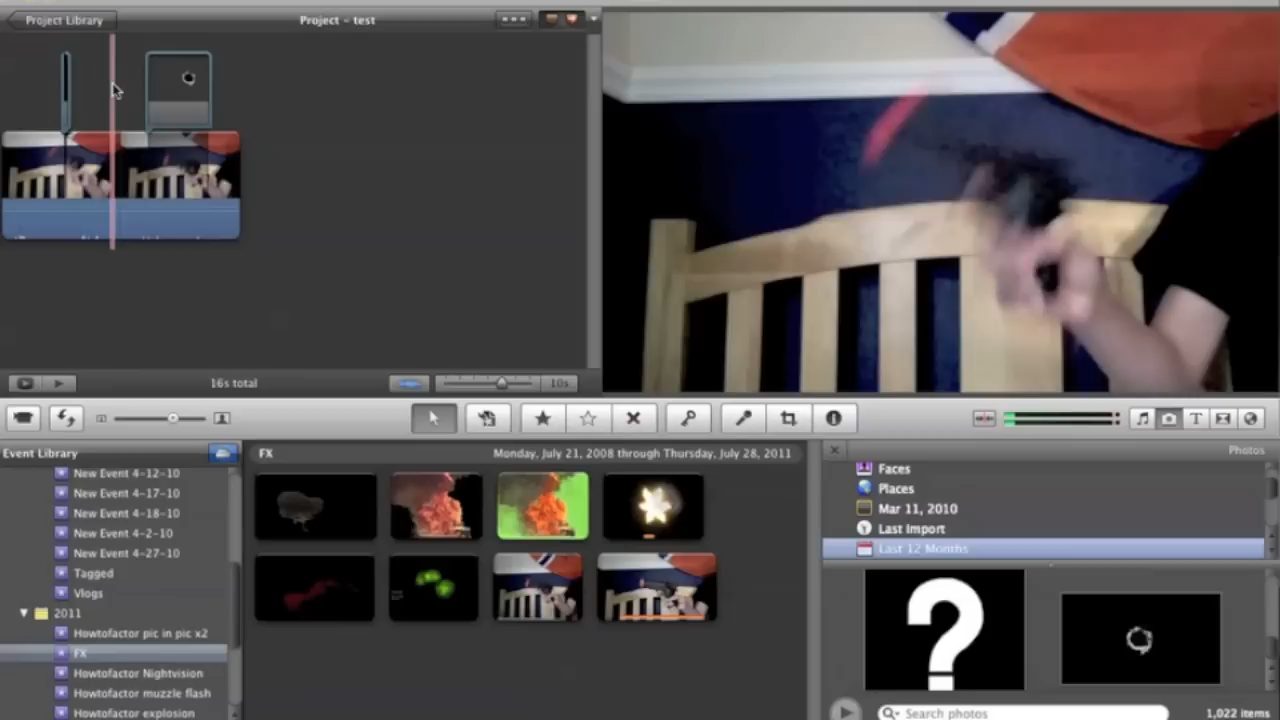 Project Library
Project - test
16s total
10s
Event Library
New Event 4-12-10
New Event 4-17-10
New Event 4-18-10
New Event 4-2-10
New Event 4-27-10
Tagged
Vlogs
2011
Howtofactor pic in pic x2
FX
Howtofactor Nightvision
Howtofactor muzzle flash
Howtofactor explosion
FX
Monday, July 21, 2008 through Thursday, July 28, 2011
T
Photos
Faces
Places
Mar 11, 2010
Last Import
Last 12 Months
?
Search photos
1,022 items